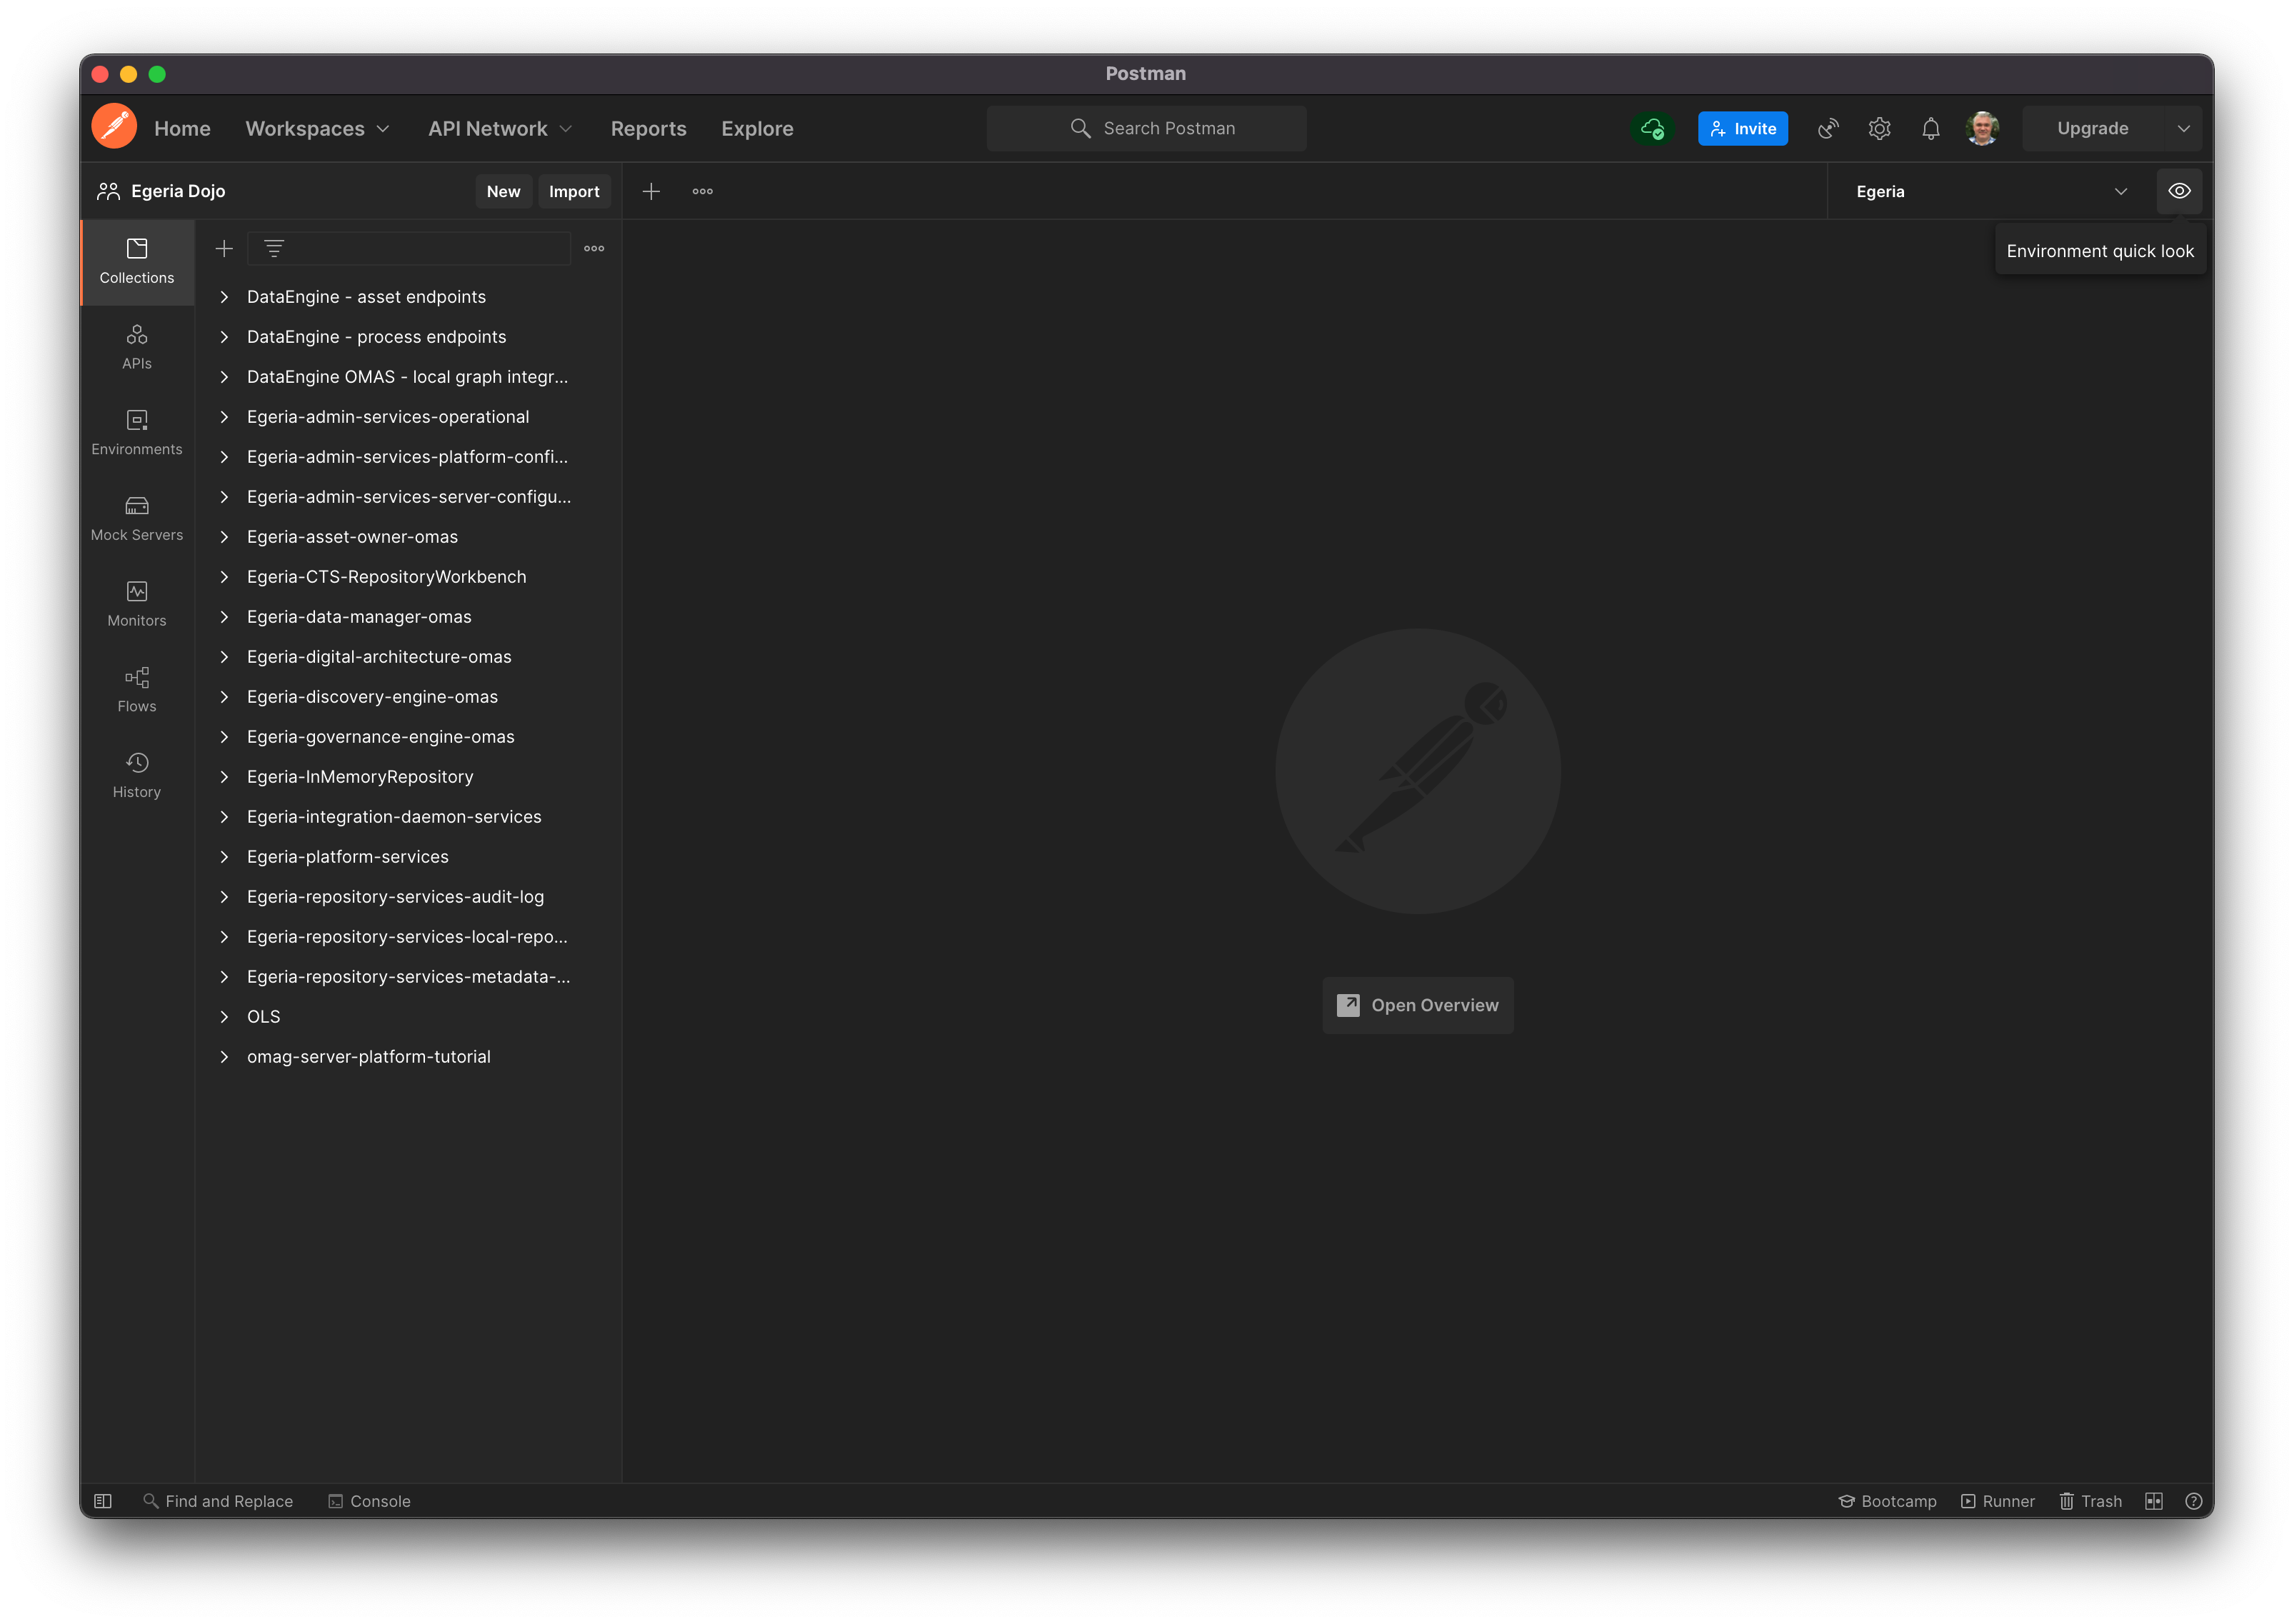 Postman
Home Workspaces API Network Reports Explore Search Postman Invite Upgrade
Egeria Dojo New Import Egeria
Environment quick look
Collections
APIs
Environments
Mock Servers
Monitors
Flows
History
DataEngine - asset endpoints
DataEngine - process endpoints
DataEngine OMAS - local graph integr...
Egeria-admin-services-operational
Egeria-admin-services-platform-confi...
Egeria-admin-services-server-configu...
Egeria-asset-owner-omas
Egeria-CTS-RepositoryWorkbench
Egeria-data-manager-omas
Egeria-digital-architecture-omas
Egeria-discovery-engine-omas
Egeria-governance-engine-omas
Egeria-InMemoryRepository
Egeria-integration-daemon-services
Egeria-platform-services
Egeria-repository-services-audit-log
Egeria-repository-services-local-repo...
Egeria-repository-services-metadata-...
OLS
omag-server-platform-tutorial
Open Overview
Find and Replace Console Bootcamp Runner Trash